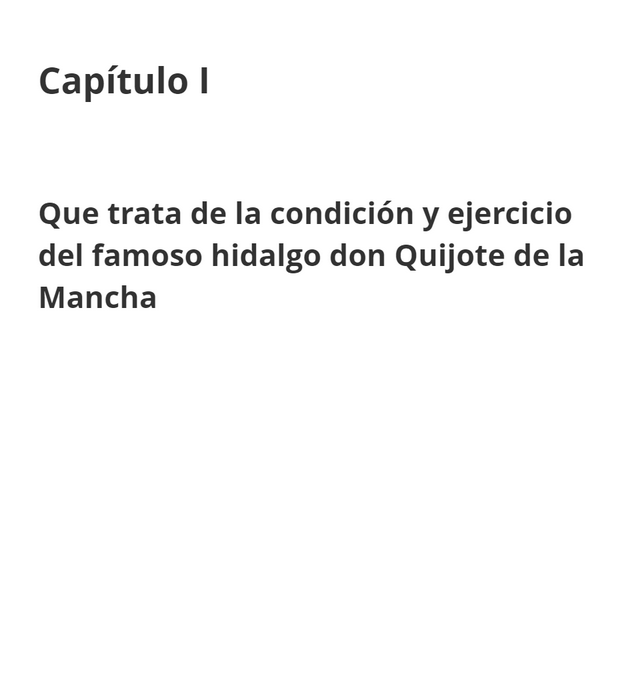 Capítulo I
Que trata de la condición y ejercicio
del famoso hidalgo don Quijote de la
Mancha